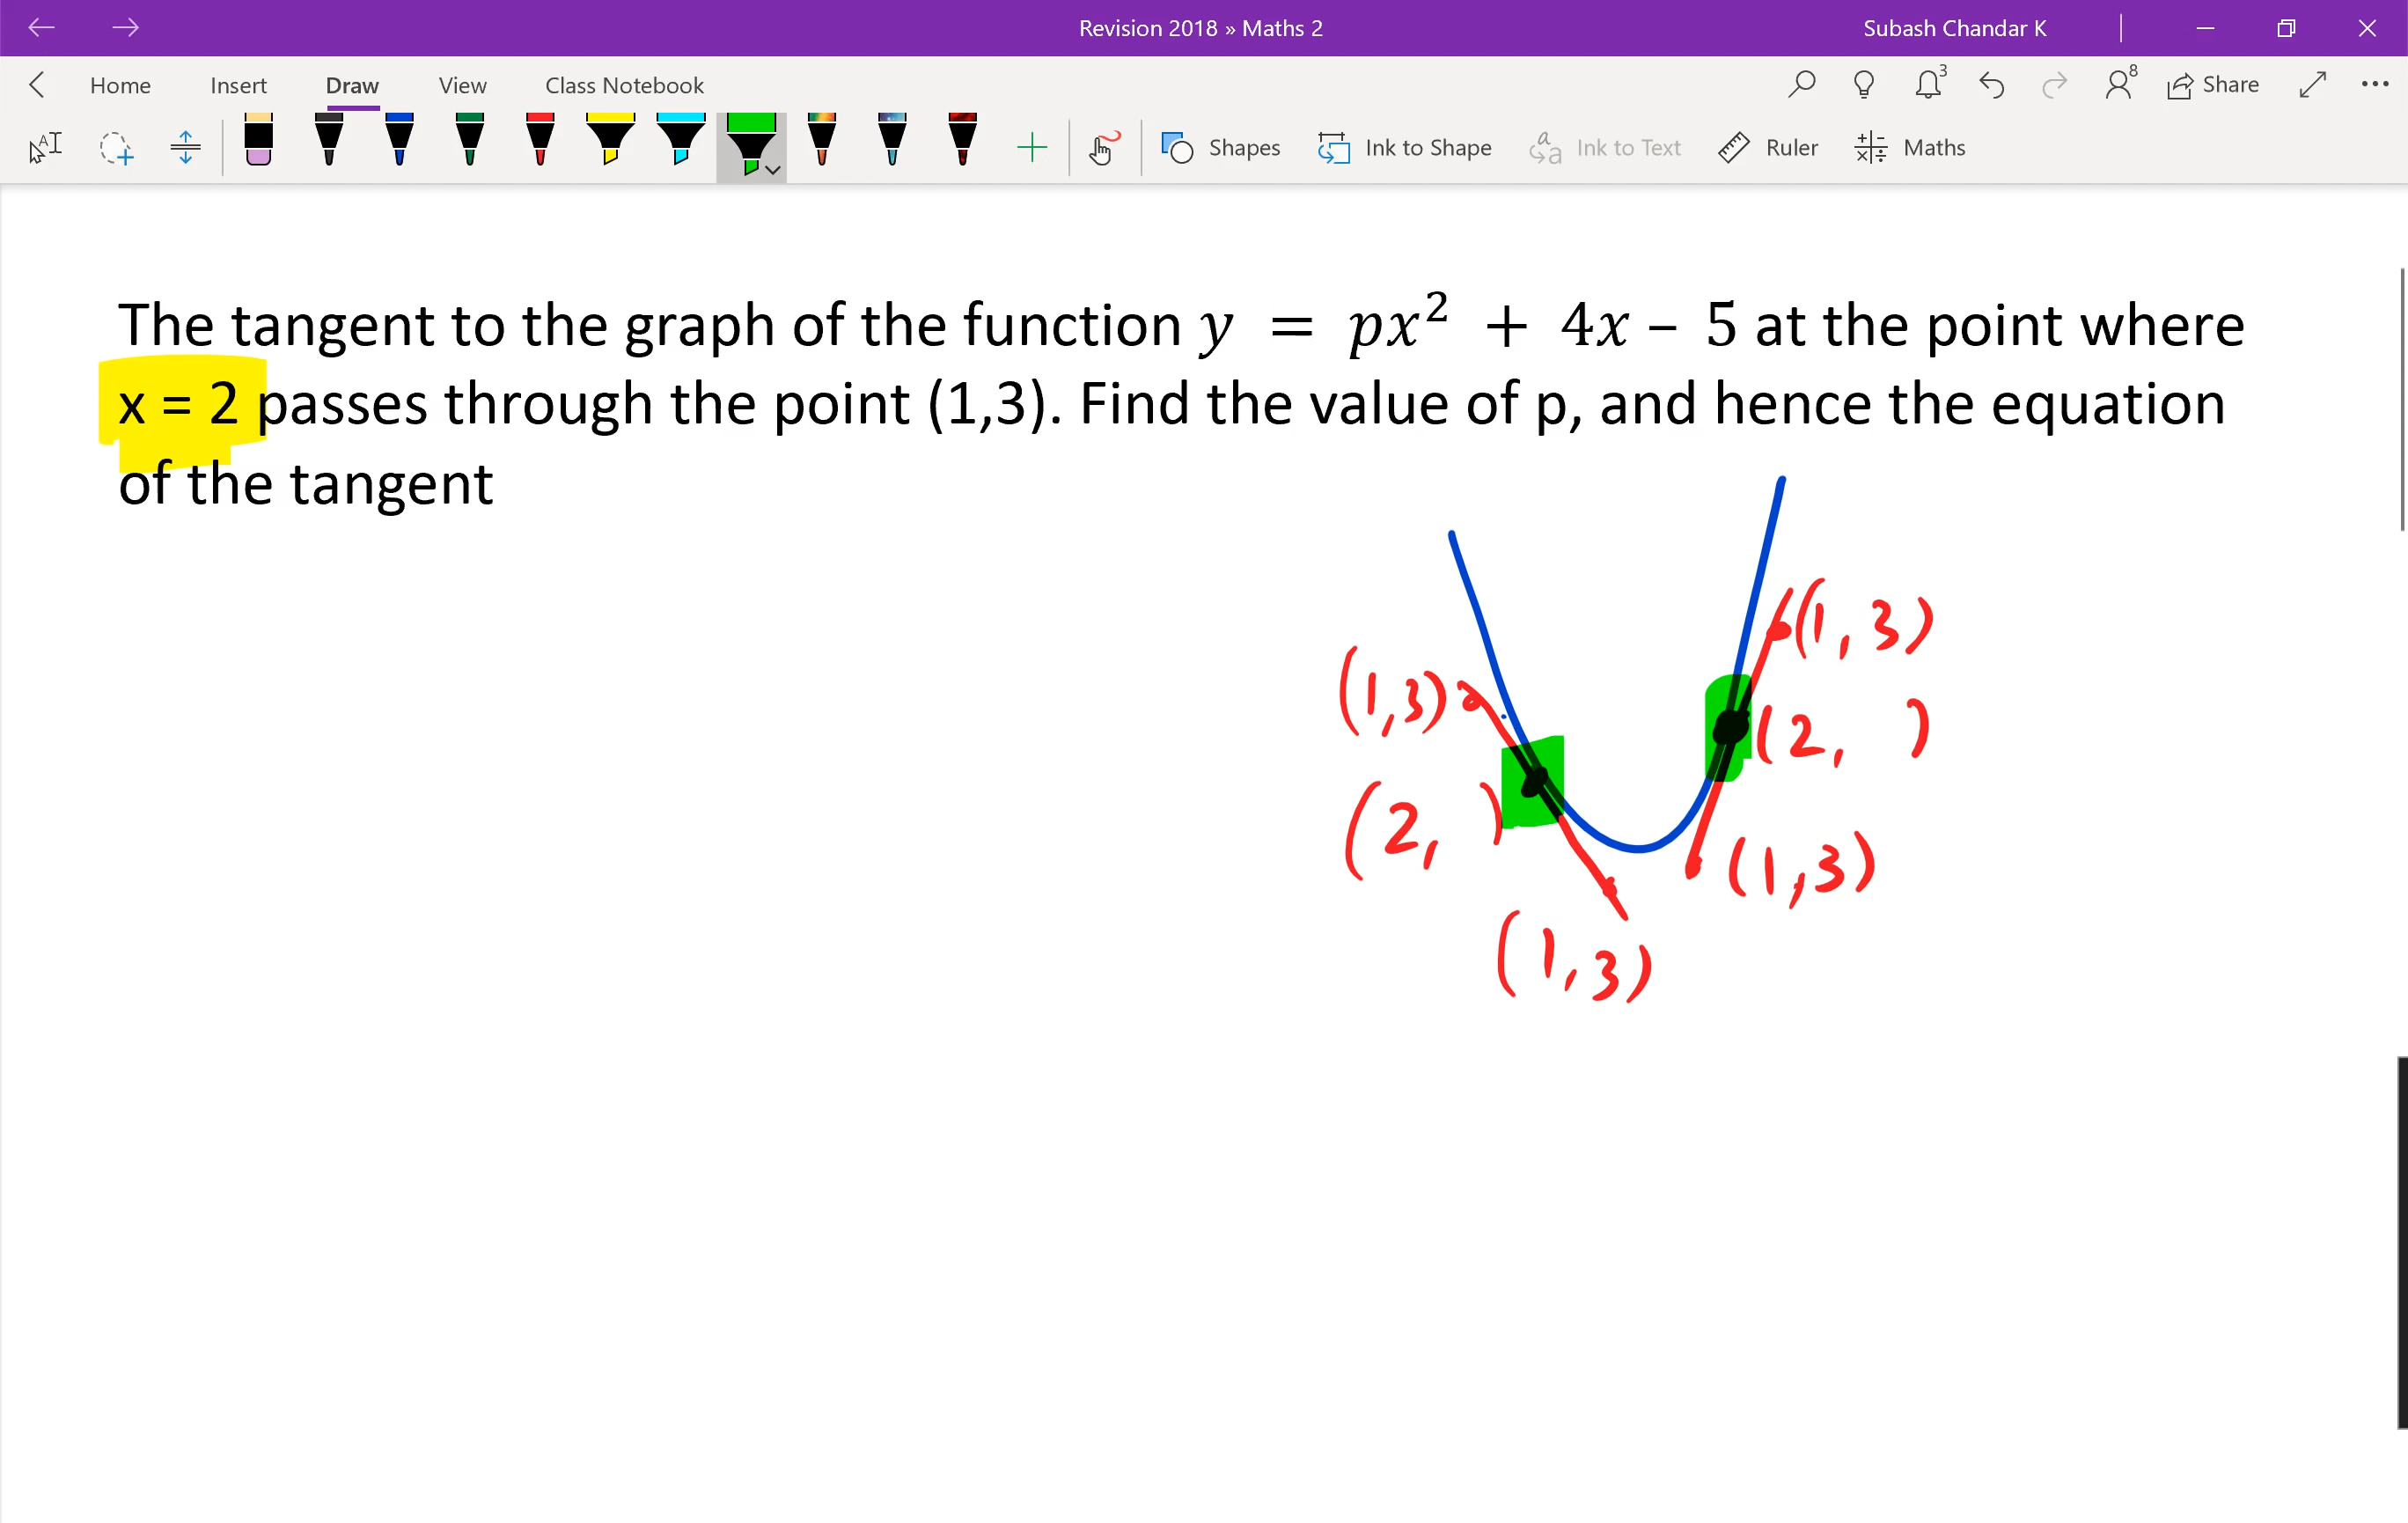 Revision 2018 » Maths 2
Subash Chandar K
Home Insert Draw View Class Notebook
3
8
Share
Shapes
Ink to Shape
Ink to Text
Ruler
Maths
The tangent to the graph of the function y = px² + 4x – 5 at the point where
x = 2 passes through the point (1,3). Find the value of p, and hence the equation
of the tangent
(1, 3)
(1,3)
(2, )
(2, )
(1,3)
(1,3)